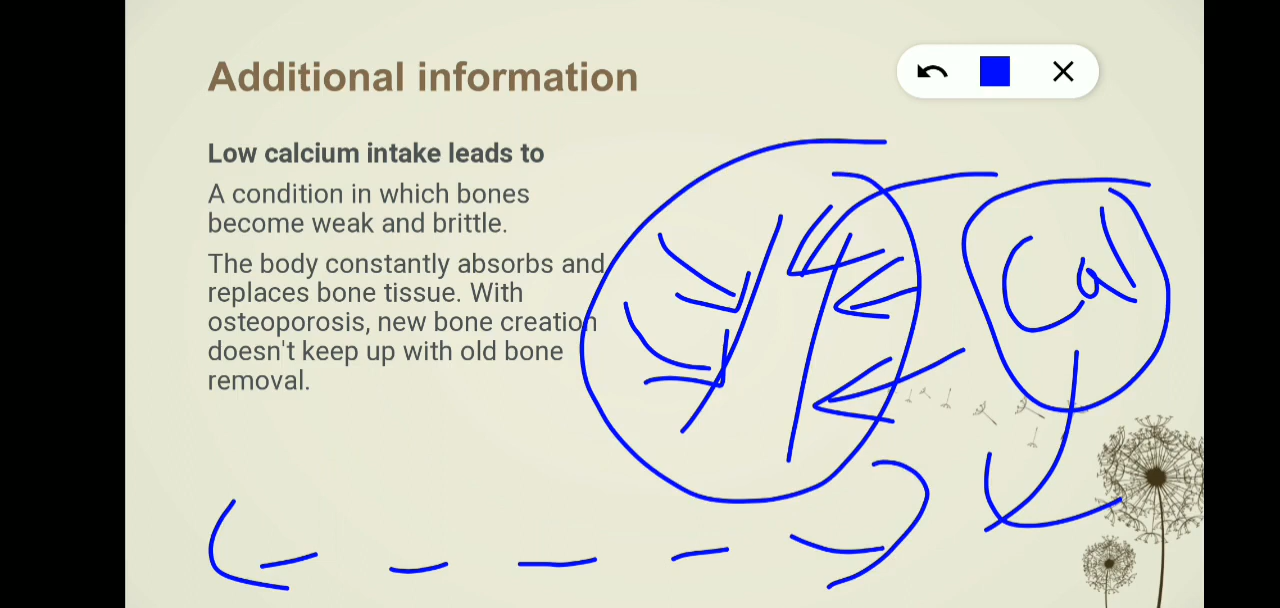 Additional information
Low calcium intake leads to
A condition in which bones
become weak and brittle.
The body constantly absorbs and
replaces bone tissue. With
osteoporosis, new bone creation
doesn't keep up with old bone
removal.
Cal